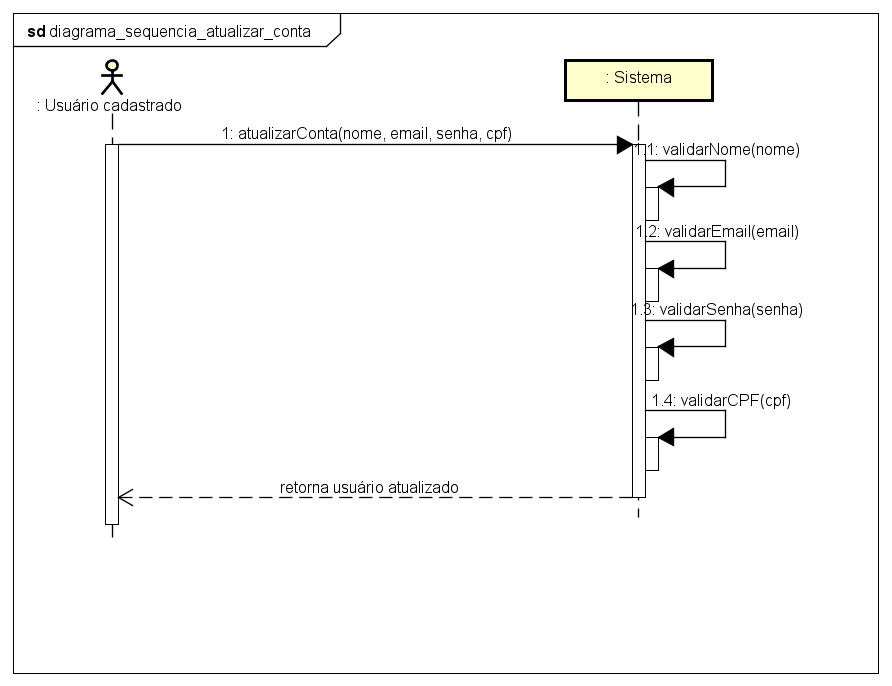 sd diagrama_sequencia_atualizar_conta
: Sistema
: Usuário cadastrado
1: atualizarConta(nome, email, senha, cpf)
1.1: validarNome(nome)
1.2: validarEmail(email)
1.3: validarSenha(senha)
1.4: validarCPF(cpf)
retorna usuário atualizado